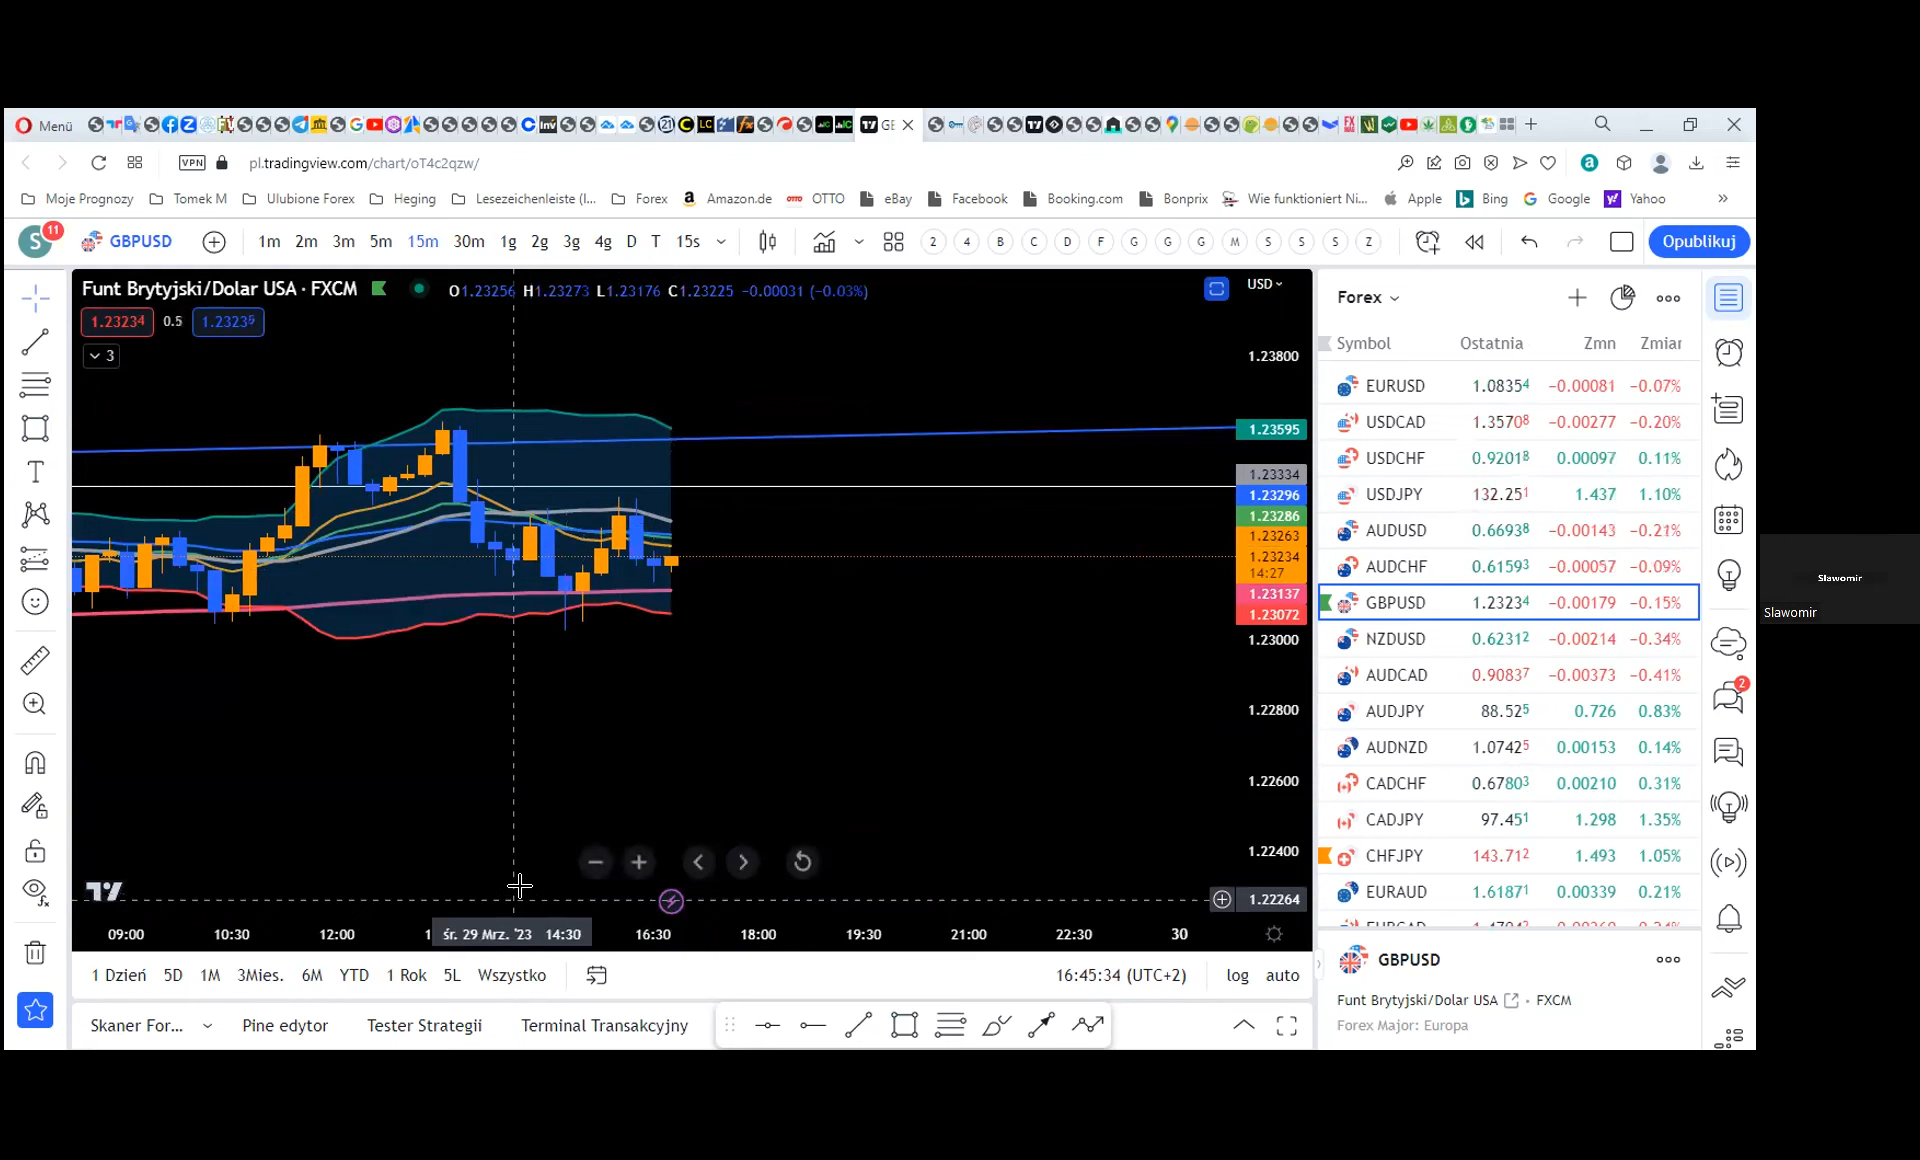 Menü
GE
VPN
pl.tradingview.com/chart/oT4c2qzw/
Moje Prognozy Tomek M Ulubione Forex Heging Lesezeichenleiste (l... Forex Amazon.de OTTO eBay Facebook Booking.com Bonprix Wie funktioniert Ni... Apple Bing Google Yahoo »
S 11 GBPUSD 1m 2m 3m 5m 15m 30m 1g 2g 3g 4g D T 15s 2 4 B C D F G G G M S S S Z Opublikuj
Funt Brytyjski/Dolar USA · FXCM O1.23256 H1.23273 L1.23176 C1.23225 −0.00031 (−0.03%) USD
1.23234 0.5 1.23235
3
1.23800
1.23595
1.23334
1.23296
1.23286
1.23263
1.23234
14:27
1.23137
1.23072
1.23000
1.22800
1.22600
1.22400
1.22264
09:00 10:30 12:00 1 śr. 29 Mrz. '23 14:30 16:30 18:00 19:30 21:00 22:30 30
1 Dzień 5D 1M 3Mies. 6M YTD 1 Rok 5L Wszystko 16:45:34 (UTC+2) log auto
Skaner For... Pine edytor Tester Strategii Terminal Transakcyjny
Forex
Symbol Ostatnia Zmn Zmiar
EURUSD 1.08354 −0.00081 −0.07%
USDCAD 1.35708 −0.00277 −0.20%
USDCHF 0.92018 0.00097 0.11%
USDJPY 132.251 1.437 1.10%
AUDUSD 0.66938 −0.00143 −0.21%
AUDCHF 0.61593 −0.00057 −0.09%
GBPUSD 1.23234 −0.00179 −0.15%
NZDUSD 0.62312 −0.00214 −0.34%
AUDCAD 0.90837 −0.00373 −0.41%
AUDJPY 88.525 0.726 0.83%
AUDNZD 1.07425 0.00153 0.14%
CADCHF 0.67803 0.00210 0.31%
CADJPY 97.451 1.298 1.35%
CHFJPY 143.712 1.493 1.05%
EURAUD 1.61871 0.00339 0.21%
GBPUSD
Funt Brytyjski/Dolar USA • FXCM
Forex Major: Europa
2
Slawomir
Slawomir